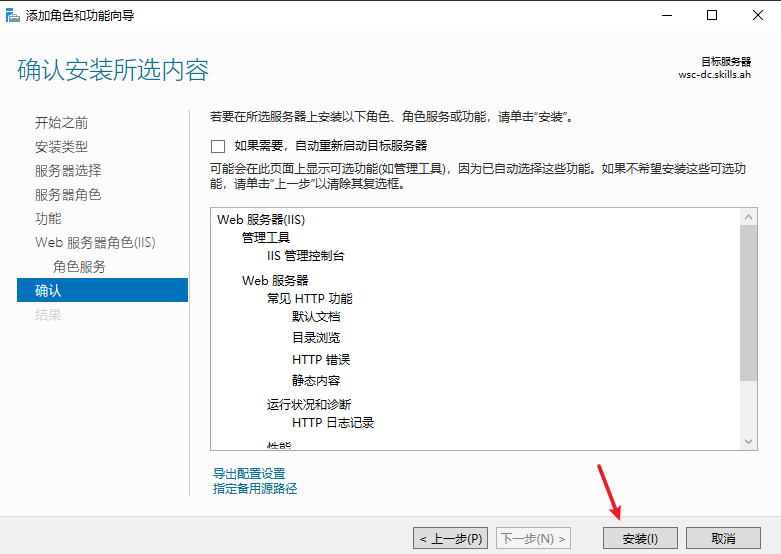 添加角色和功能向导
确认安装所选内容
目标服务器
wsc-dc.skills.ah
开始之前
安装类型
服务器选择
服务器角色
功能
Web 服务器角色(IIS)
角色服务
确认
结果
若要在所选服务器上安装以下角色、角色服务或功能，请单击“安装”。
如果需要，自动重新启动目标服务器
可能会在此页面上显示可选功能(如管理工具)，因为已自动选择这些功能。如果不希望安装这些可选功
能，请单击“上一步”以清除其复选框。
Web 服务器(IIS)
管理工具
IIS 管理控制台
Web 服务器
常见 HTTP 功能
默认文档
目录浏览
HTTP 错误
静态内容
运行状况和诊断
HTTP 日志记录
性能
导出配置设置
指定备用源路径
< 上一步(P)
下一步(N) >
安装(I)
取消